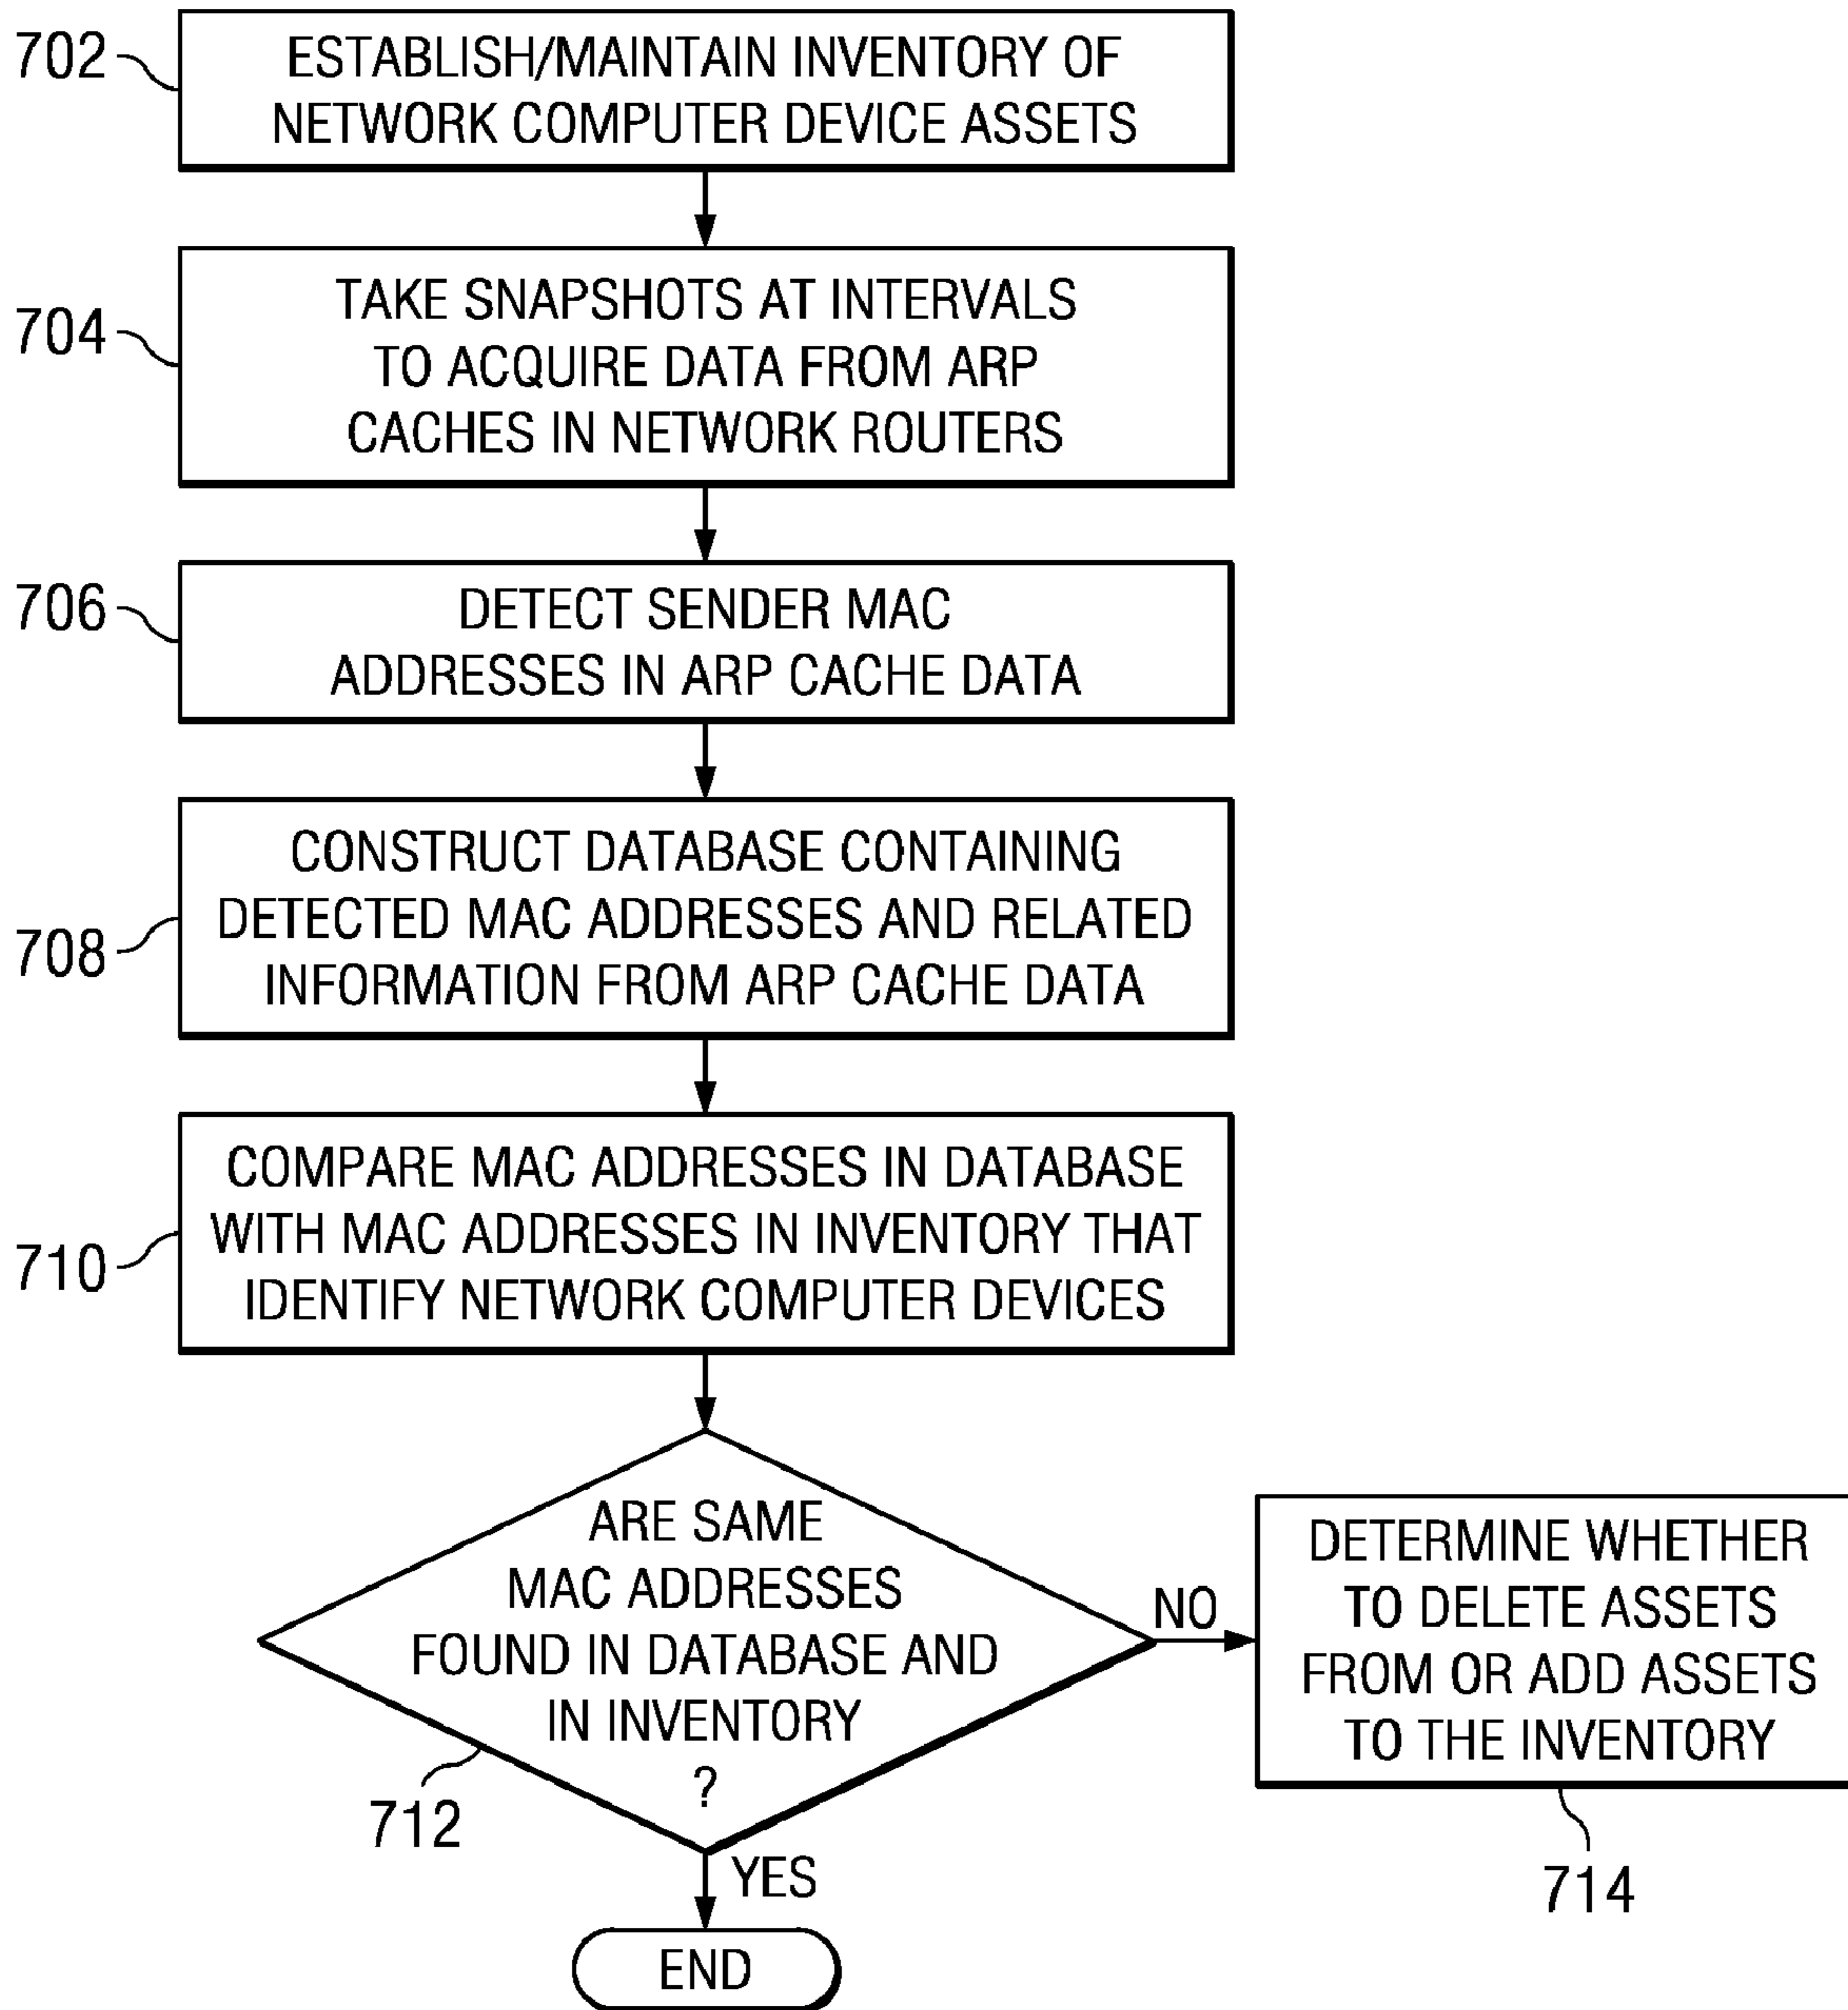 702
ESTABLISH/MAINTAIN INVENTORY OF
NETWORK COMPUTER DEVICE ASSETS
704
TAKE SNAPSHOTS AT INTERVALS
TO ACQUIRE DATA FROM ARP
CACHES IN NETWORK ROUTERS
706
DETECT SENDER MAC
ADDRESSES IN ARP CACHE DATA
708
CONSTRUCT DATABASE CONTAINING
DETECTED MAC ADDRESSES AND RELATED
INFORMATION FROM ARP CACHE DATA
710
COMPARE MAC ADDRESSES IN DATABASE
WITH MAC ADDRESSES IN INVENTORY THAT
IDENTIFY NETWORK COMPUTER DEVICES
ARE SAME
MAC ADDRESSES
FOUND IN DATABASE AND
IN INVENTORY
?
712
NO
DETERMINE WHETHER
TO DELETE ASSETS
FROM OR ADD ASSETS
TO THE INVENTORY
714
YES
END